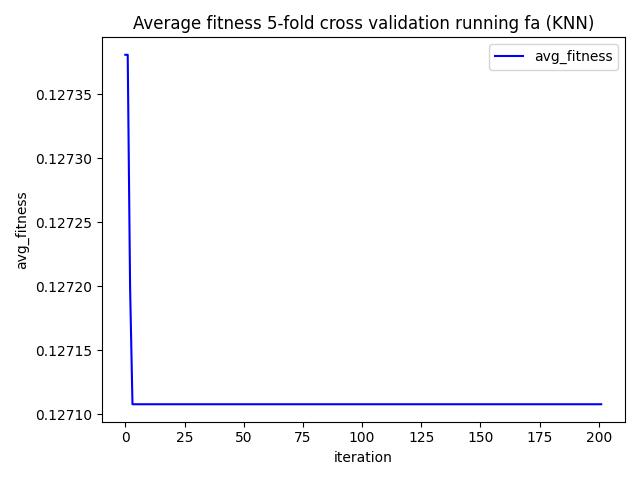 Average fitness 5-fold cross validation running fa (KNN)
avg_fitness
0.12735
0.12730
0.12725
0.12720
0.12715
0.12710
avg_fitness
0 25 50 75 100 125 150 175 200
iteration